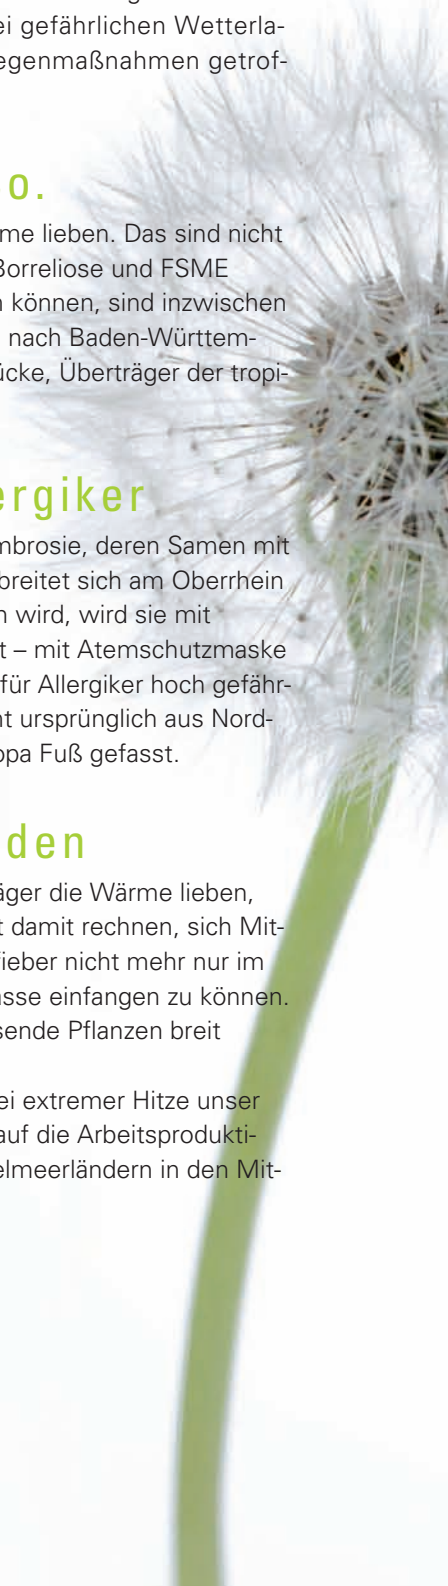 ei gefährlichen Wetterla-
egenmaßnahmen getrof-
o.
me lieben. Das sind nicht
Borreliose und FSME
n können, sind inzwischen
nach Baden-Württem-
ücke, Überträger der tropi-
ergiker
mbrosie, deren Samen mit
breitet sich am Oberrhein
n wird, wird sie mit
t – mit Atemschutzmaske
für Allergiker hoch gefähr-
nt ursprünglich aus Nord-
opa Fuß gefasst.
den
äger die Wärme lieben,
t damit rechnen, sich Mit-
fieber nicht mehr nur im
asse einfangen zu können.
sende Pflanzen breit
ei extremer Hitze unser
auf die Arbeitsprodukti-
elmeerländern in den Mit-